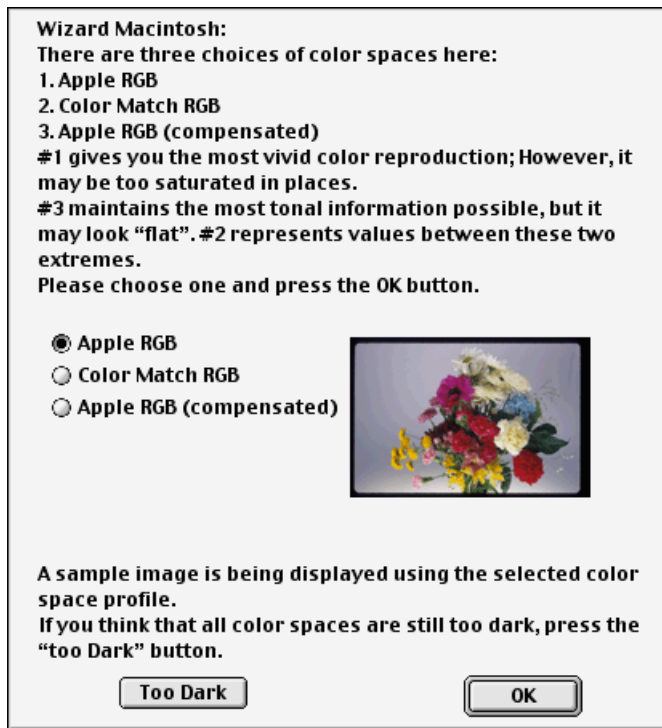 Wizard Macintosh:
There are three choices of color spaces here:
1. Apple RGB
2. Color Match RGB
3. Apple RGB (compensated)
#1 gives you the most vivid color reproduction; However, it
may be too saturated in places.
#3 maintains the most tonal information possible, but it
may look “flat”. #2 represents values between these two
extremes.
Please choose one and press the OK button.
Apple RGB
Color Match RGB
Apple RGB (compensated)
A sample image is being displayed using the selected color
space profile.
If you think that all color spaces are still too dark, press the
“too Dark” button.
Too Dark
OK